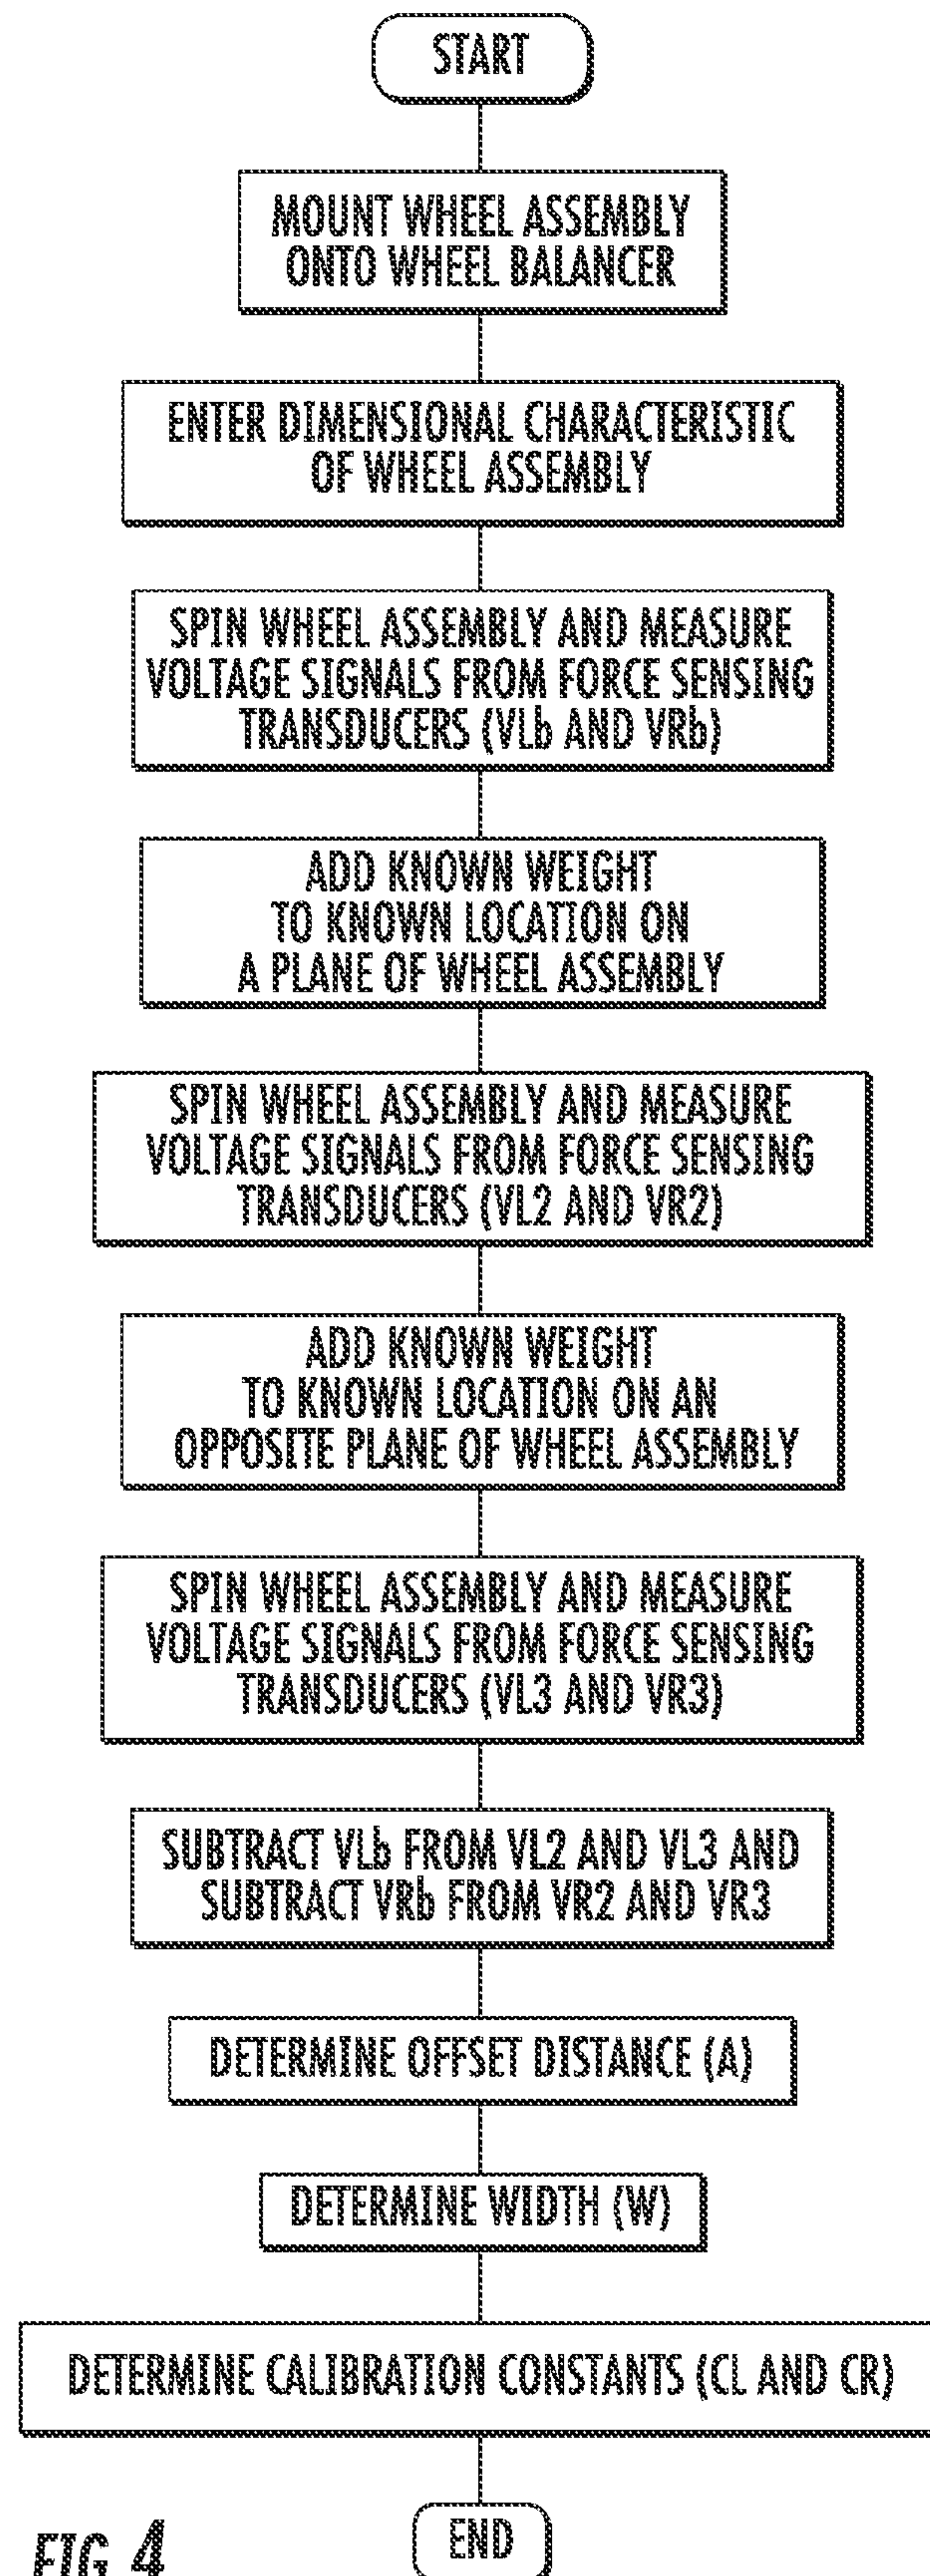 START
MOUNT WHEEL ASSEMBLY
ONTO WHEEL BALANCER
ENTER DIMENSIONAL CHARACTERISTIC
OF WHEEL ASSEMBLY
SPIN WHEEL ASSEMBLY AND MEASURE
VOLTAGE SIGNALS FROM FORCE SENSING
TRANSDUCERS (VLb AND VRb)
ADD KNOWN WEIGHT
TO KNOWN LOCATION ON
A PLANE OF WHEEL ASSEMBLY
SPIN WHEEL ASSEMBLY AND MEASURE
VOLTAGE SIGNALS FROM FORCE SENSING
TRANSDUCERS (VL2 AND VR2)
ADD KNOWN WEIGHT
TO KNOWN LOCATION ON AN
OPPOSITE PLANE OF WHEEL ASSEMBLY
SPIN WHEEL ASSEMBLY AND MEASURE
VOLTAGE SIGNALS FROM FORCE SENSING
TRANSDUCERS (VL3 AND VR3)
SUBTRACT VLb FROM VL2 AND VL3 AND
SUBTRACT VRb FROM VR2 AND VR3
DETERMINE OFFSET DISTANCE (A)
DETERMINE WIDTH (W)
DETERMINE CALIBRATION CONSTANTS (CL AND CR)
END
FIG. 4